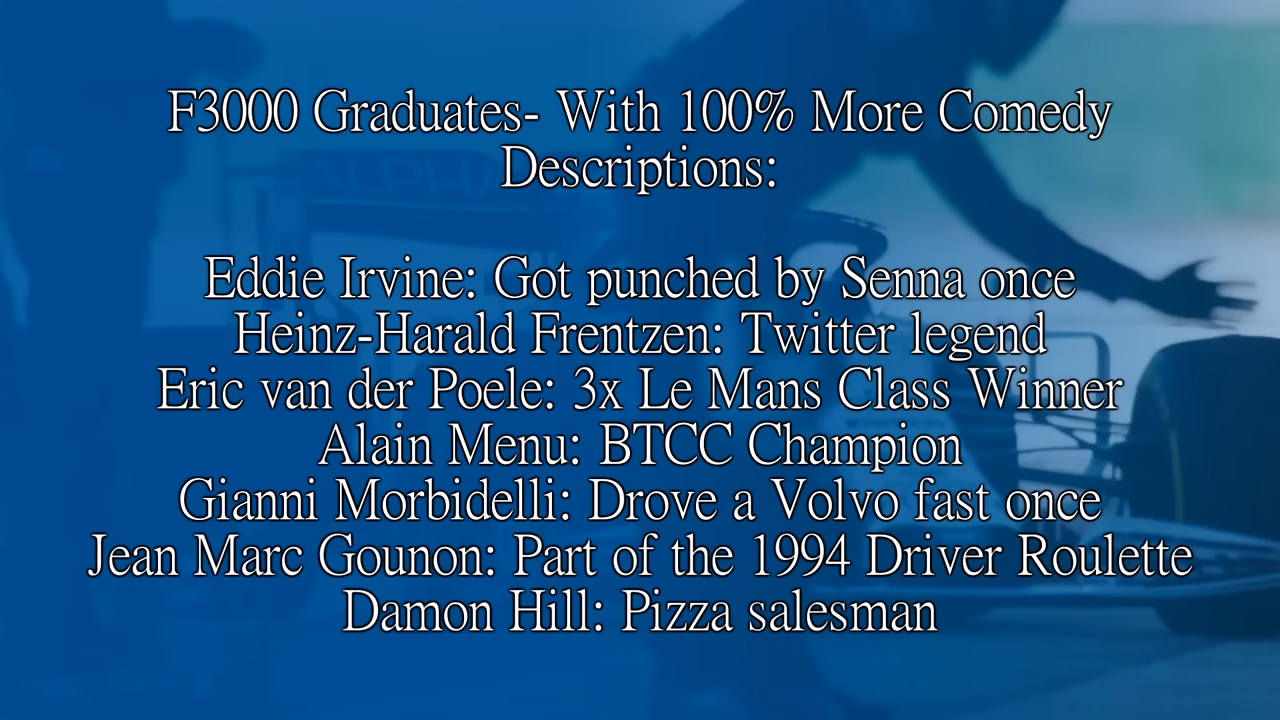 F3000 Graduates- With 100% More Comedy
Descriptions:
Eddie Irvine: Got punched by Senna once
Heinz-Harald Frentzen: Twitter legend
Eric van der Poele: 3x Le Mans Class Winner
Alain Menu: BTCC Champion
Gianni Morbidelli: Drove a Volvo fast once
Jean Marc Gounon: Part of the 1994 Driver Roulette
Damon Hill: Pizza salesman
ALPHA